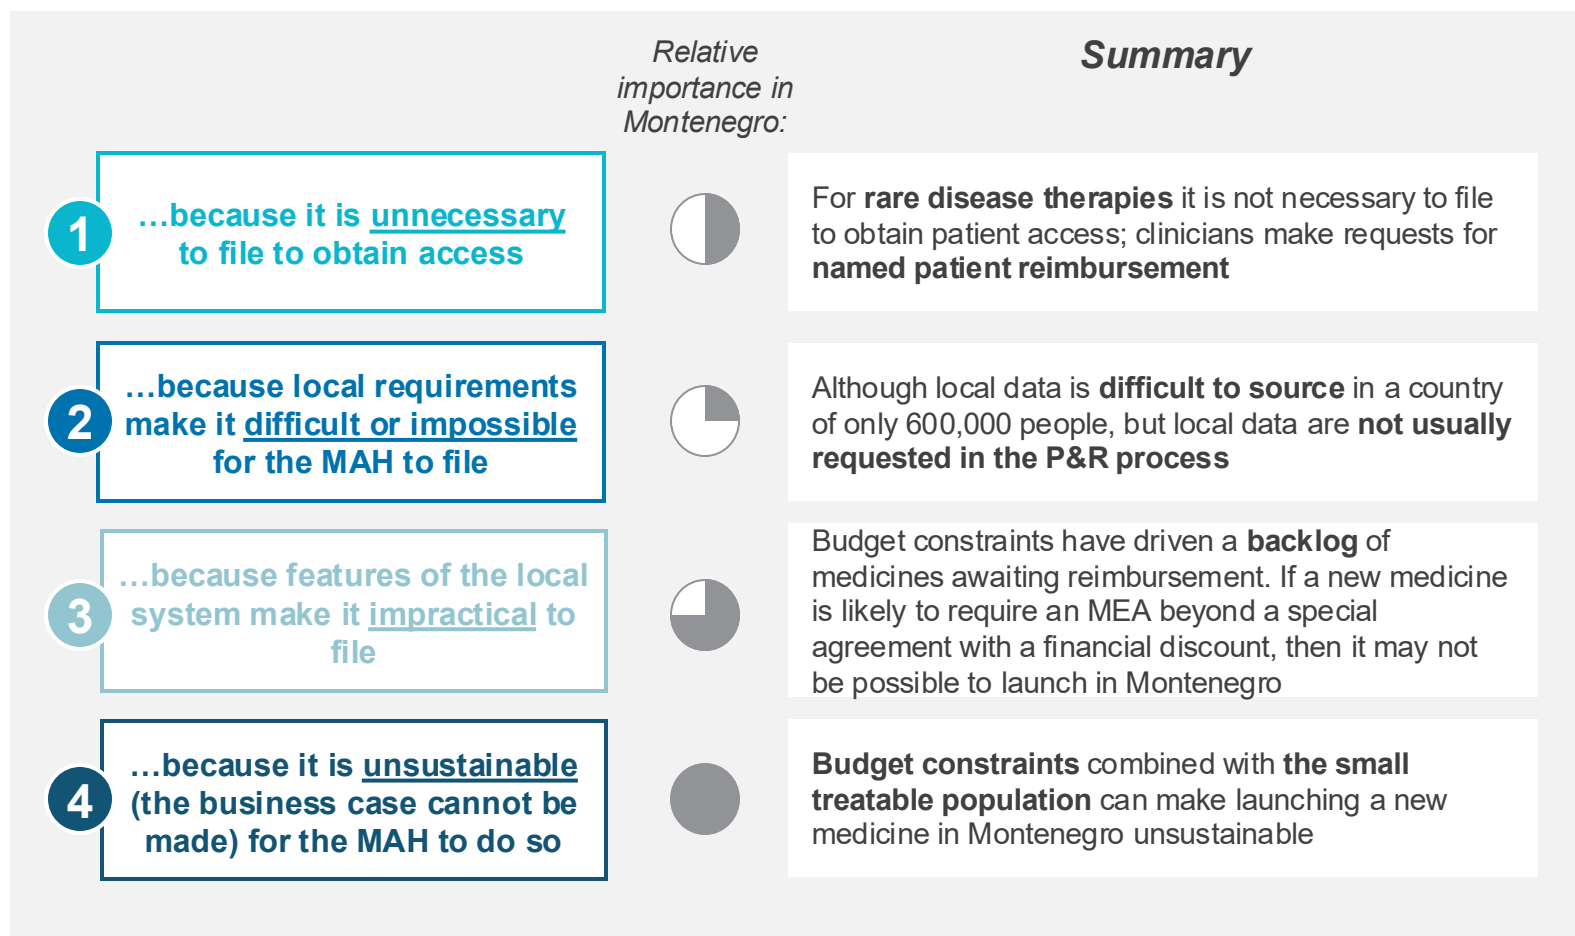 Relative
importance in
Montenegro:
Summary
1
…because it is unnecessary
to file to obtain access
For rare disease therapies it is not necessary to file
to obtain patient access; clinicians make requests for
named patient reimbursement
2
…because local requirements
make it difficult or impossible
for the MAH to file
Although local data is difficult to source in a country
of only 600,000 people, but local data are not usually
requested in the P&R process
3
…because features of the local
system make it impractical to
file
Budget constraints have driven a backlog of
medicines awaiting reimbursement. If a new medicine
is likely to require an MEA beyond a special
agreement with a financial discount, then it may not
be possible to launch in Montenegro
4
…because it is unsustainable
(the business case cannot be
made) for the MAH to do so
Budget constraints combined with the small
treatable population can make launching a new
medicine in Montenegro unsustainable